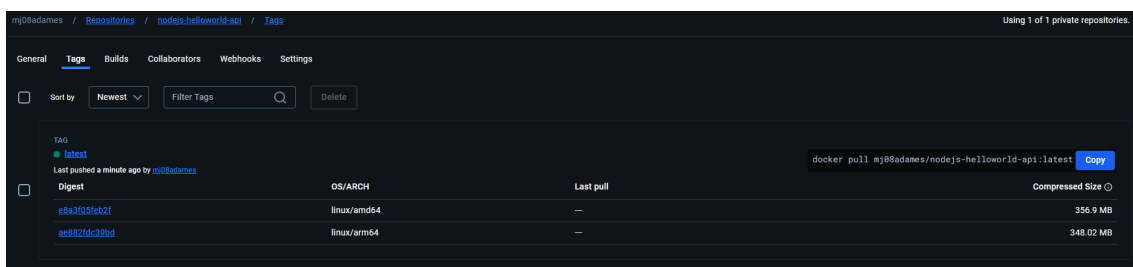 mj08adames / Repositories / nodejs-helloworld-api / Tags
Using 1 of 1 private repositories.
General Tags Builds Collaborators Webhooks Settings
Sort by Newest Filter Tags Delete
TAG
latest
docker pull mj08adames/nodejs-helloworld-api:latest Copy
Last pushed a minute ago by mj08adames
Digest OS/ARCH Last pull Compressed Size
e8a3f05feb2f linux/amd64 --- 356.9 MB
ae882fdc39bd linux/arm64 --- 348.02 MB